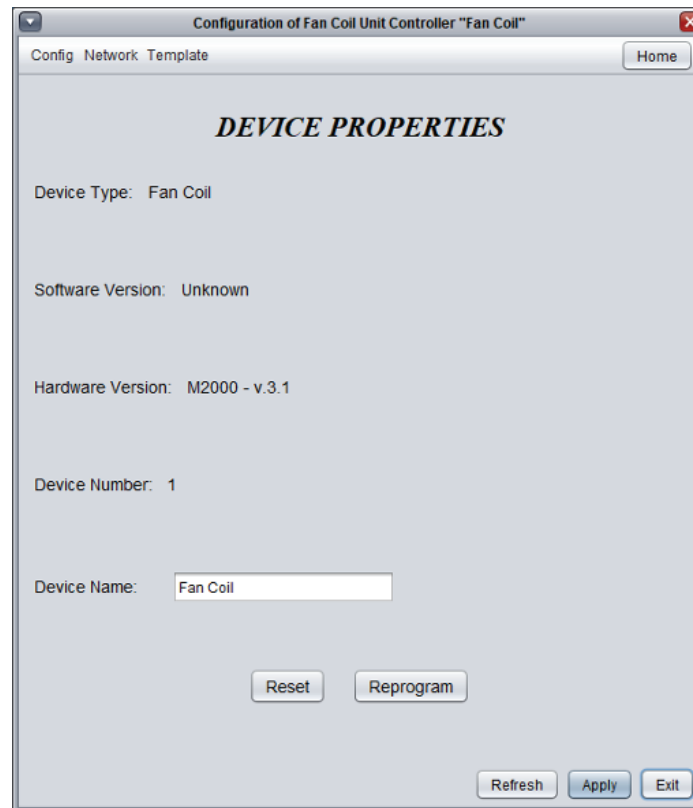 Configuration of Fan Coil Unit Controller "Fan Coil"
Config Network Template Home
DEVICE PROPERTIES
Device Type: Fan Coil
Software Version: Unknown
Hardware Version: M2000 - v.3.1
Device Number: 1
Device Name: Fan Coil
Reset Reprogram
Refresh Apply Exit